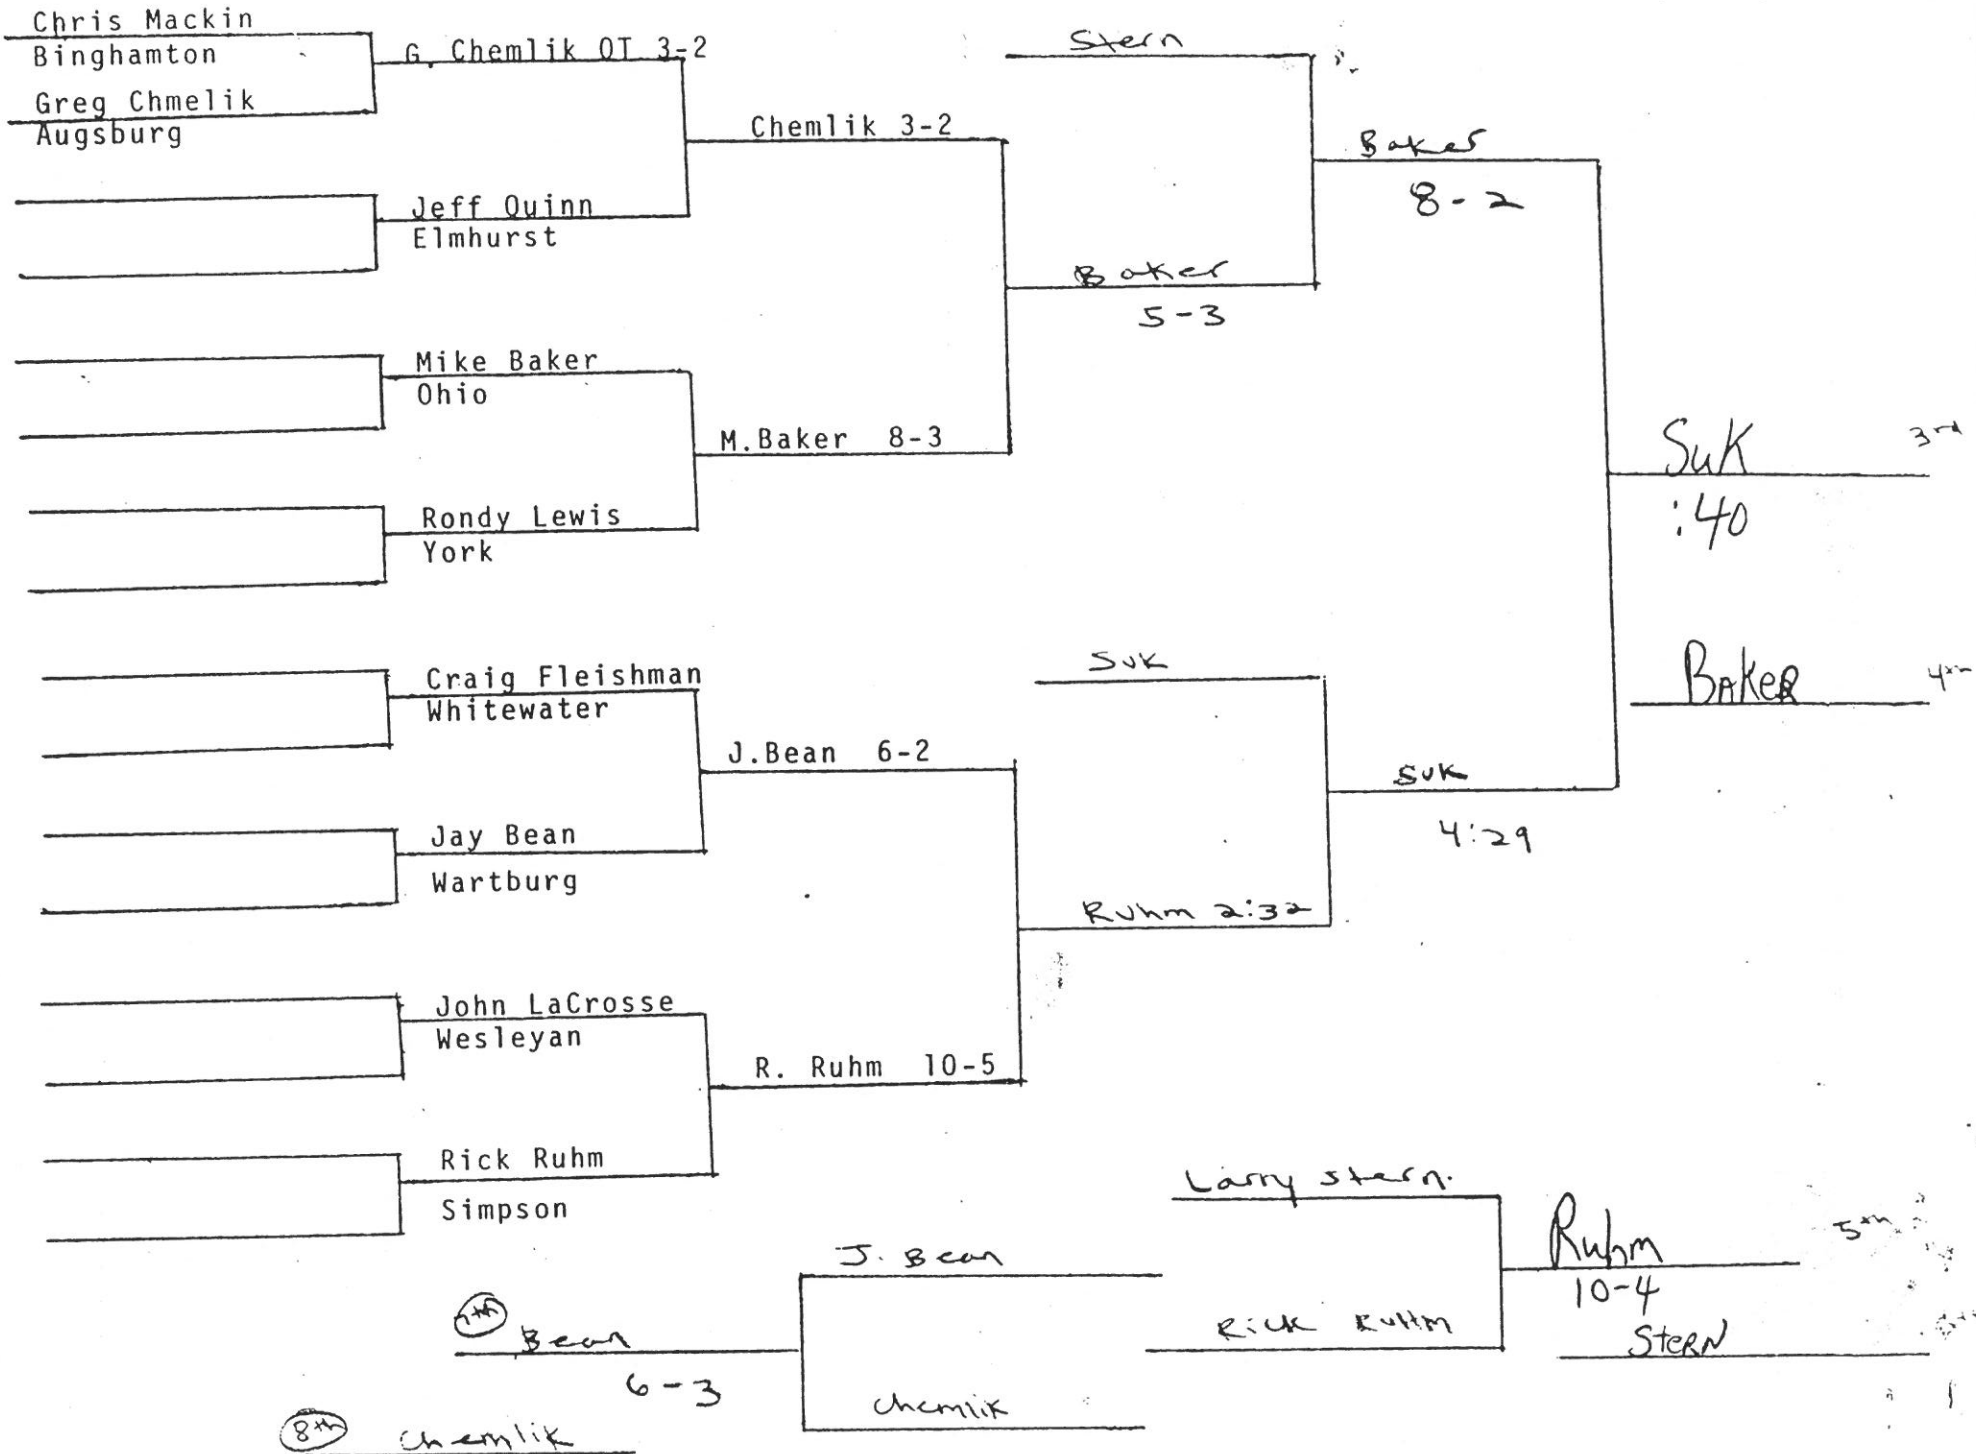 Chris Mackin
Binghamton
G. Chemlik OT 3-2
Greg Chmelik
Augsburg
Chemlik 3-2
Jeff Quinn
Elmhurst
Mike Baker
Ohio
M.Baker 8-3
Rondy Lewis
York
Stern
Baker
8-2
Baker
5-3
Suk 3rd
:40
Baker 4th
Craig Fleishman
Whitewater
J.Bean 6-2
Jay Bean
Wartburg
Suk
Suk
4:29
Ruhm 2:32
John LaCrosse
Wesleyan
R. Ruhm 10-5
Rick Ruhm
Simpson
Larry Stern.
Ruhm 5th
10-4
Rick RuHm
STERN
J. Bean
7th Bean
6-3
Chemlik
8th Chemlik